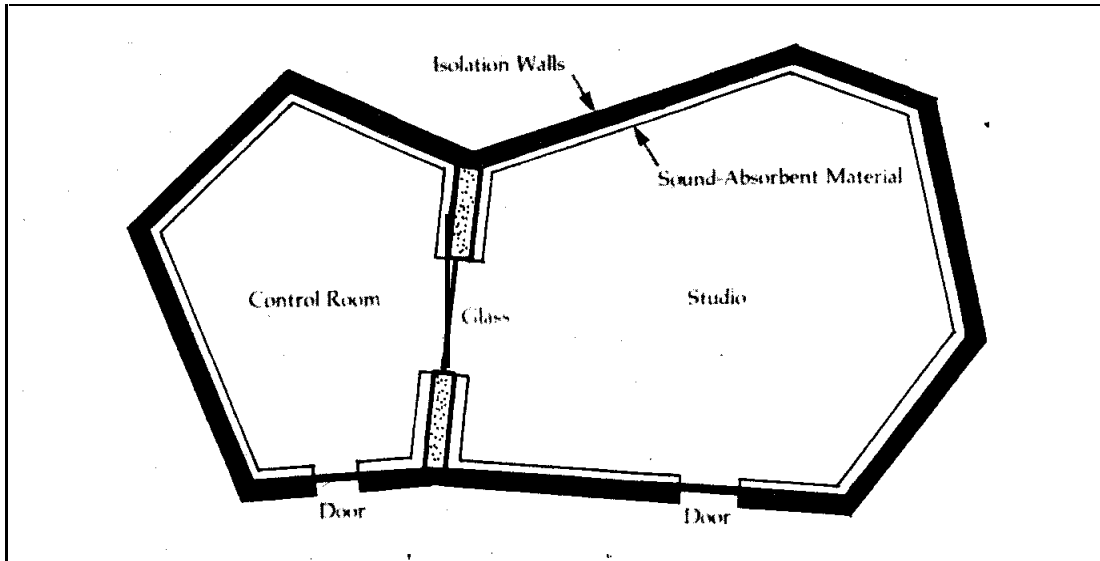 Isolation Walls
Sound-Absorbent Material
Control Room
Studio
Glass
Door
Door